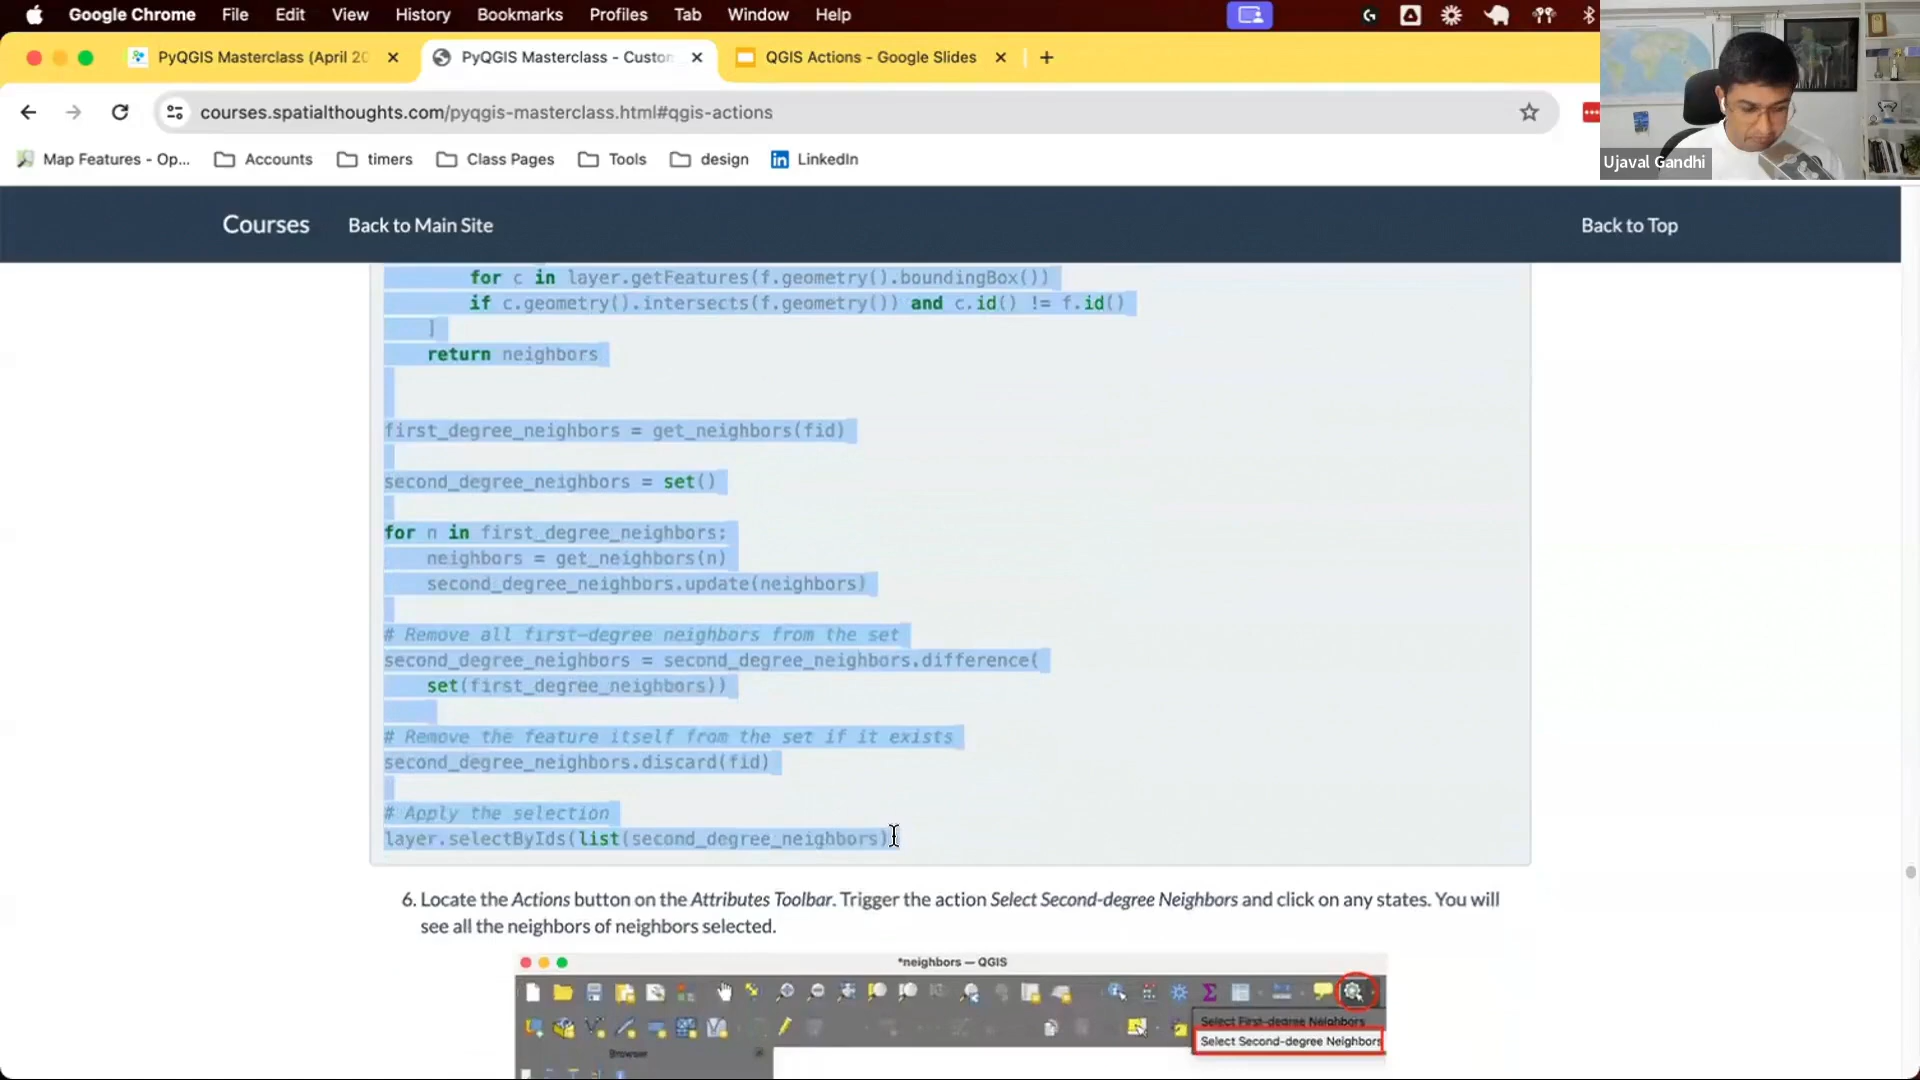 Google Chrome File Edit View History Bookmarks Profiles Tab Window Help
PyQGIS Masterclass (April 20
PyQGIS Masterclass - Custom
QGIS Actions - Google Slides
courses.spatialthoughts.com/pyqgis-masterclass.html#qgis-actions
Map Features - Op... Accounts timers Class Pages Tools design LinkedIn
Ujaval Gandhi
Courses Back to Main Site Back to Top
for c in layer.getFeatures(f.geometry().boundingBox())
if c.geometry().intersects(f.geometry()) and c.id() != f.id()
]
return neighbors
first_degree_neighbors = get_neighbors(fid)
second_degree_neighbors = set()
for n in first_degree_neighbors:
neighbors = get_neighbors(n)
second_degree_neighbors.update(neighbors)
# Remove all first-degree neighbors from the set
second_degree_neighbors = second_degree_neighbors.difference(
set(first_degree_neighbors))
# Remove the feature itself from the set if it exists
second_degree_neighbors.discard(fid)
# Apply the selection
layer.selectByIds(list(second_degree_neighbors)
6. Locate the Actions button on the Attributes Toolbar. Trigger the action Select Second-degree Neighbors and click on any states. You will
see all the neighbors of neighbors selected.
*neighbors — QGIS
Select First-degree Neighbors
Select Second-degree Neighbors
Browser